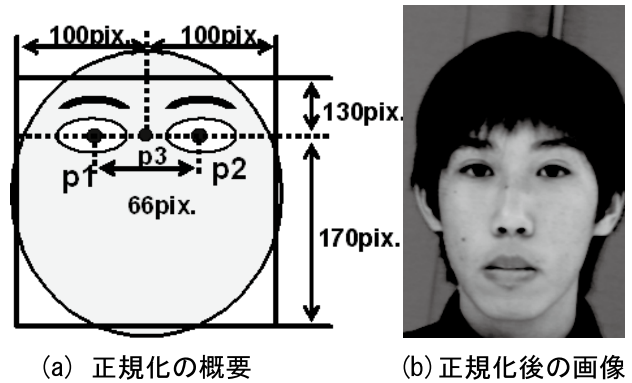 100pix. 100pix.
130pix.
p1 p3 p2
66pix.
170pix.
(a) 正規化の概要
(b)正規化後の画像